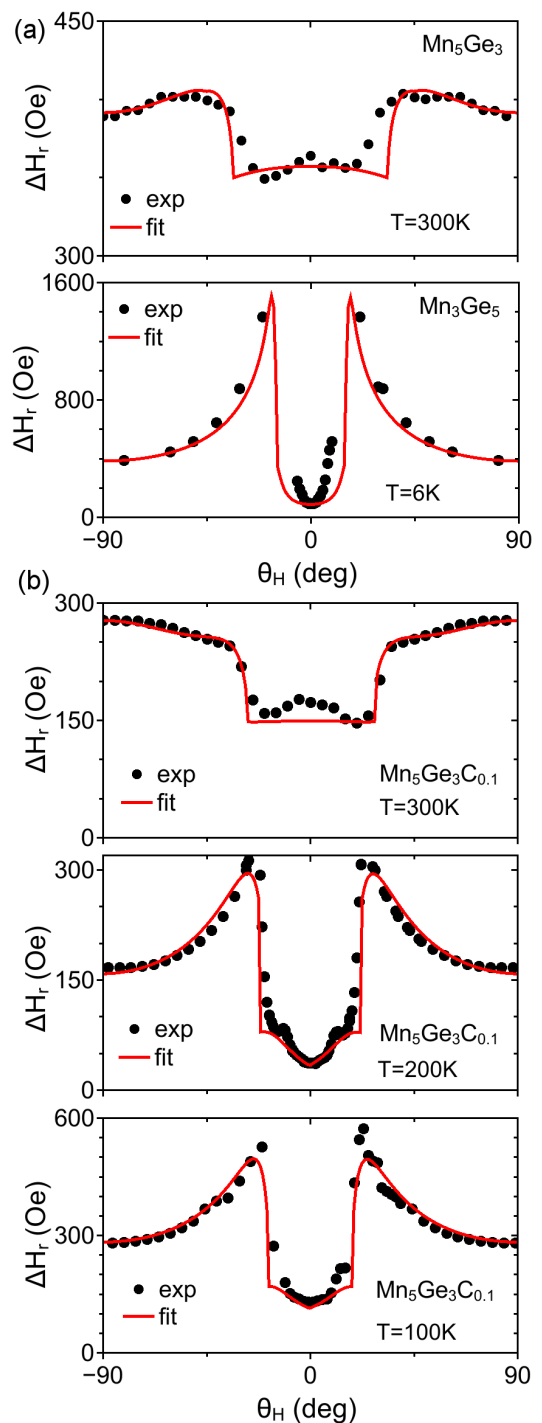 (a)
450
Mn5Ge3
ΔHr (Oe)
exp
fit
T=300K
300
1600
Mn3Ge5
exp
fit
ΔHr (Oe)
800
T=6K
0
−90
0
90
θH (deg)
(b)
300
ΔHr (Oe)
150
exp
Mn5Ge3C0.1
fit
T=300K
0
300
ΔHr (Oe)
150
exp
Mn5Ge3C0.1
fit
T=200K
0
600
ΔHr (Oe)
300
exp
Mn5Ge3C0.1
fit
T=100K
0
−90
0
90
θH (deg)